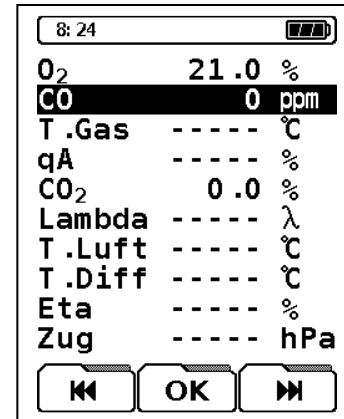 8:24
O₂ 21.0 %
CO 0 ppm
T.Gas ----- °C
qA ----- %
CO₂ 0.0 %
Lambda ----- λ
T.Luft ----- °C
T.Diff ----- °C
Eta ----- %
Zug ----- hPa
OK